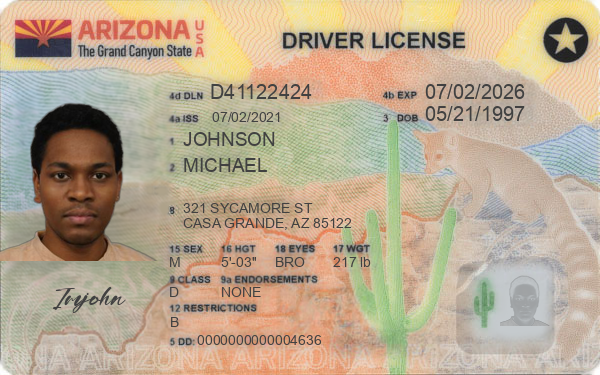 ARIZONA USA
The Grand Canyon State
DRIVER LICENSE
4d DLN D41122424 4b EXP 07/02/2026
4a ISS 07/02/2021 3 DOB 05/21/1997
1 JOHNSON
2 MICHAEL
8 321 SYCAMORE ST
CASA GRANDE, AZ 85122
15 SEX 16 HGT 18 EYES 17 WGT
M 5'-03" BRO 217 lb
9 CLASS 9a ENDORSEMENTS
D NONE
12 RESTRICTIONS
B
Ivyjohn
5 DD: 0000000000004636
ARIZONA ARIZONA ARIZONA ARIZONA